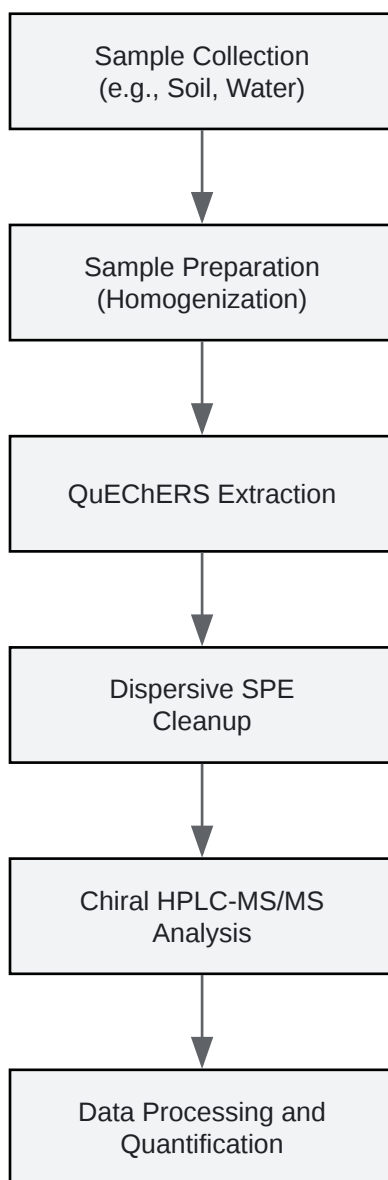 Sample Collection
(e.g., Soil, Water)
Sample Preparation
(Homogenization)
QuEChERS Extraction
Dispersive SPE
Cleanup
Chiral HPLC-MS/MS
Analysis
Data Processing and
Quantification